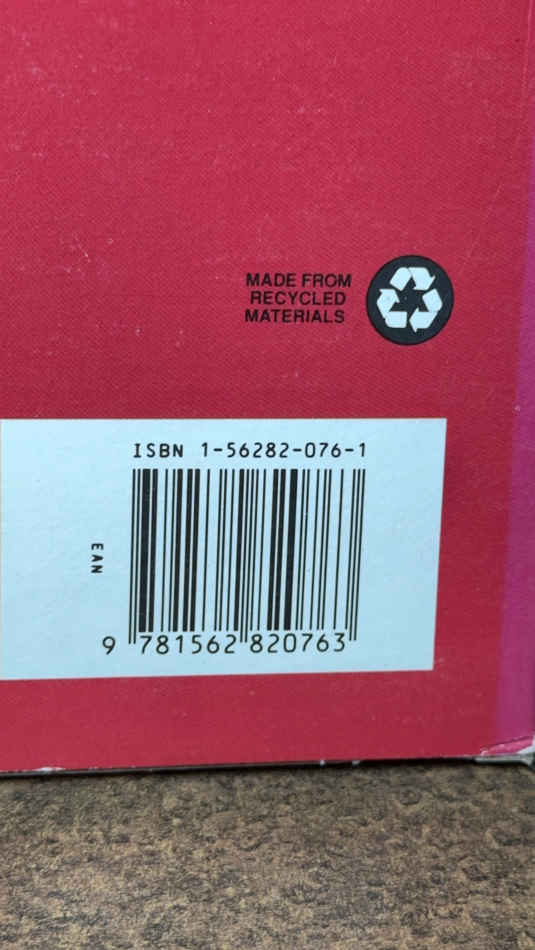 MADE FROM
RECYCLED
MATERIALS
ISBN 1-56282-076-1
EAN
9 781562 820763